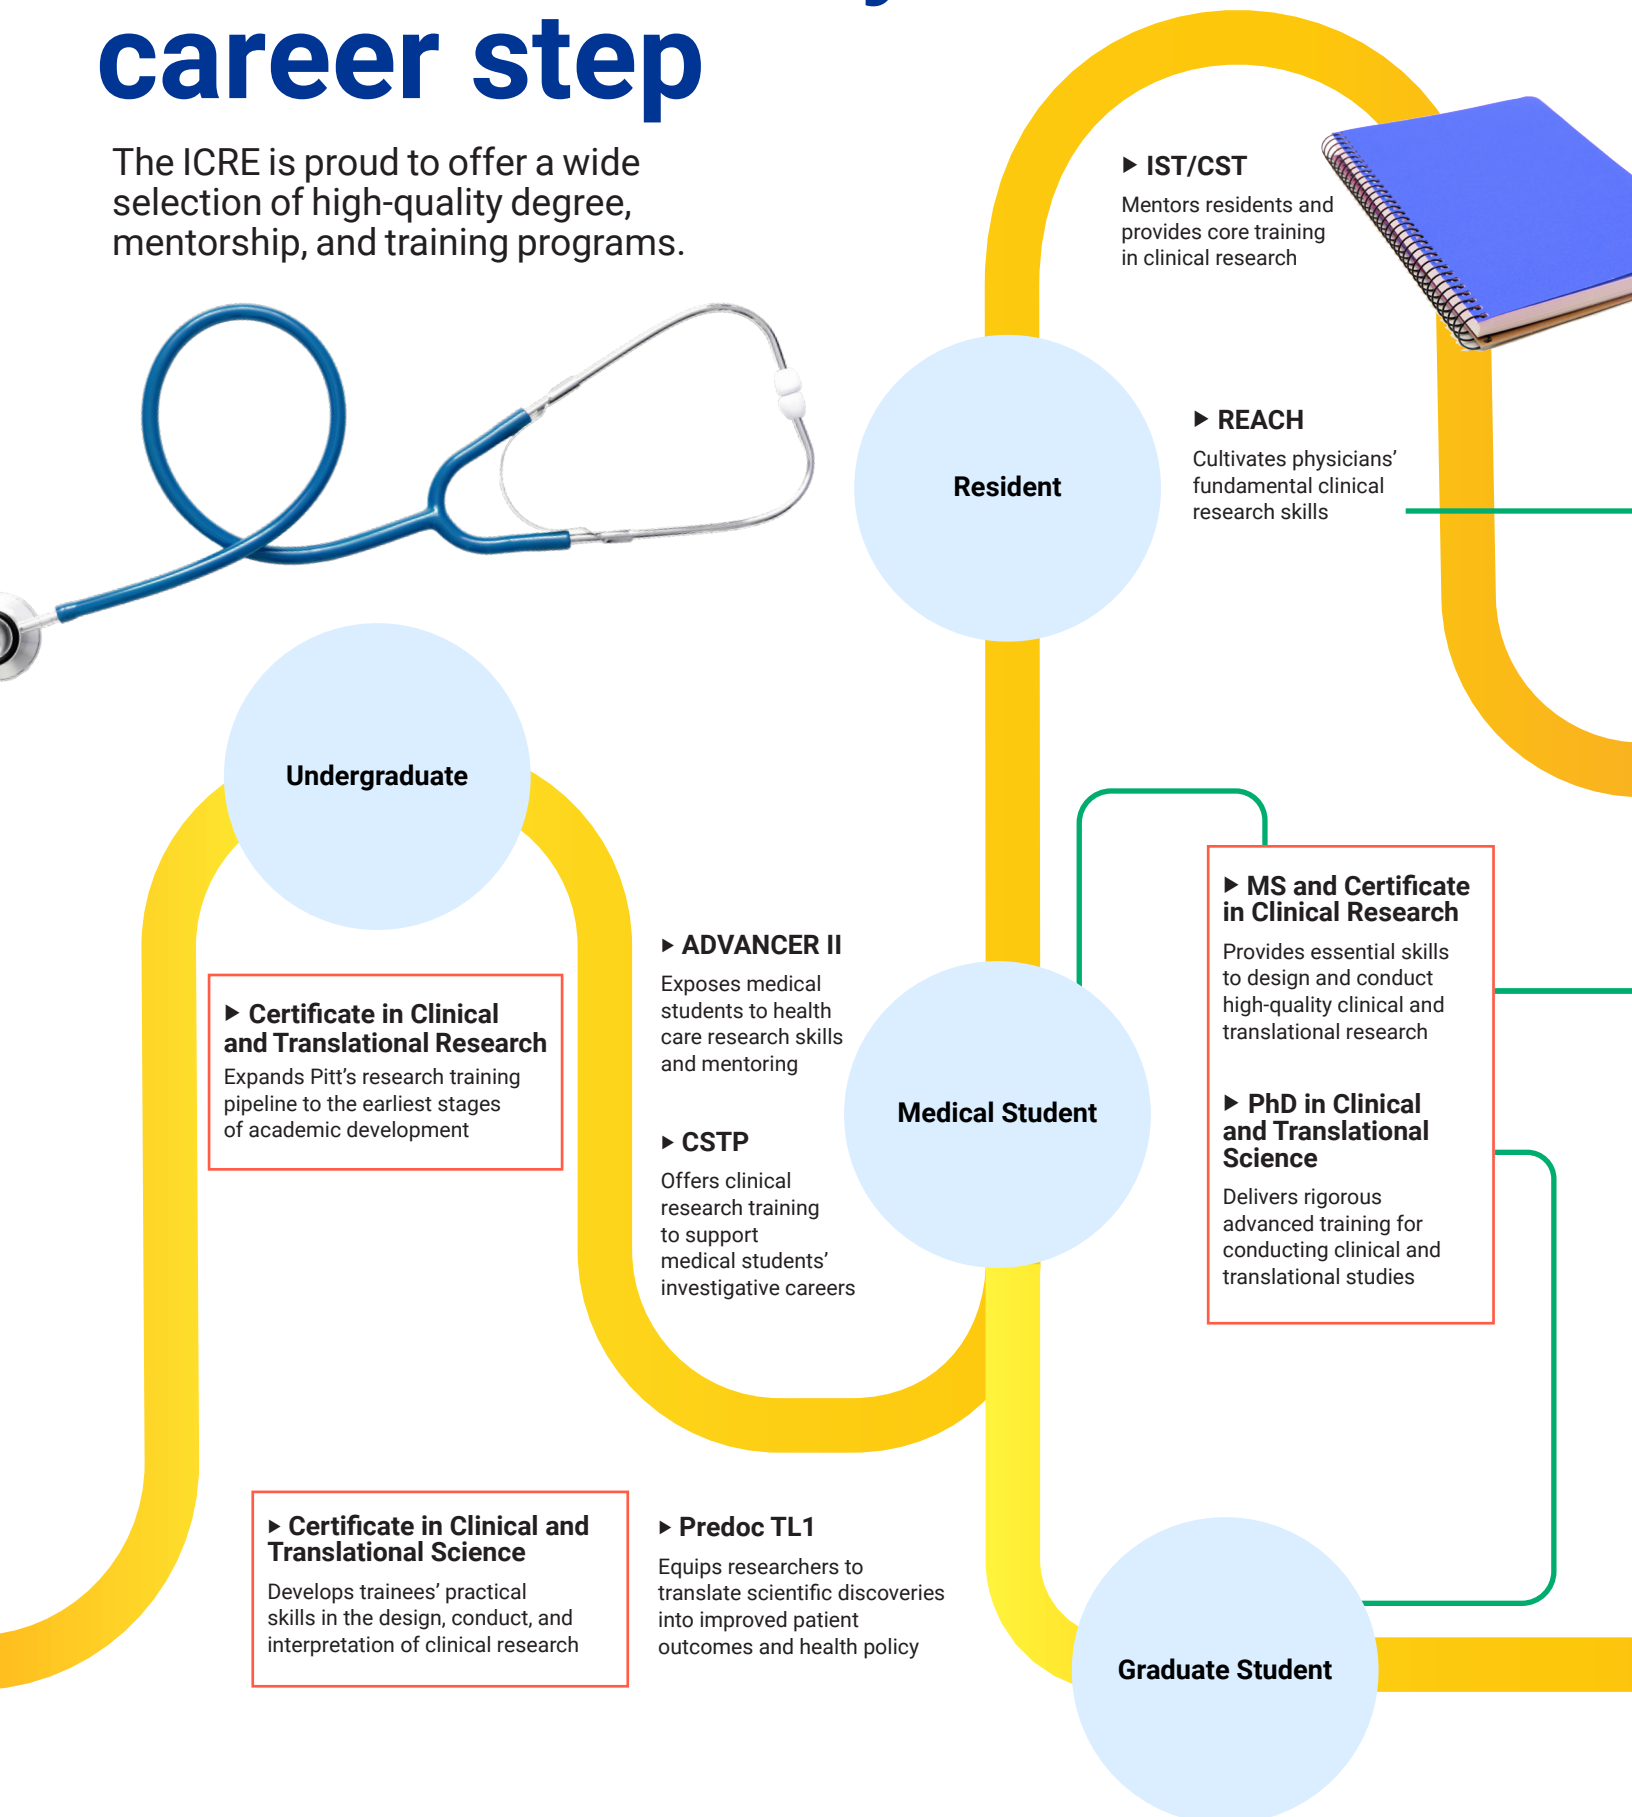 career step
The ICRE is proud to offer a wide
selection of high-quality degree,
mentorship, and training programs.
▶ IST/CST
Mentors residents and
provides core training
in clinical research
Resident
▶ REACH
Cultivates physicians’
fundamental clinical
research skills
Undergraduate
▶ Certificate in Clinical
and Translational Research
Expands Pitt’s research training
pipeline to the earliest stages
of academic development
▶ ADVANCER II
Exposes medical
students to health
care research skills
and mentoring
▶ CSTP
Offers clinical
research training
to support
medical students’
investigative careers
Medical Student
▶ MS and Certificate
in Clinical Research
Provides essential skills
to design and conduct
high-quality clinical and
translational research
▶ PhD in Clinical
and Translational
Science
Delivers rigorous
advanced training for
conducting clinical and
translational studies
▶ Certificate in Clinical and
Translational Science
Develops trainees’ practical
skills in the design, conduct, and
interpretation of clinical research
▶ Predoc TL1
Equips researchers to
translate scientific discoveries
into improved patient
outcomes and health policy
Graduate Student